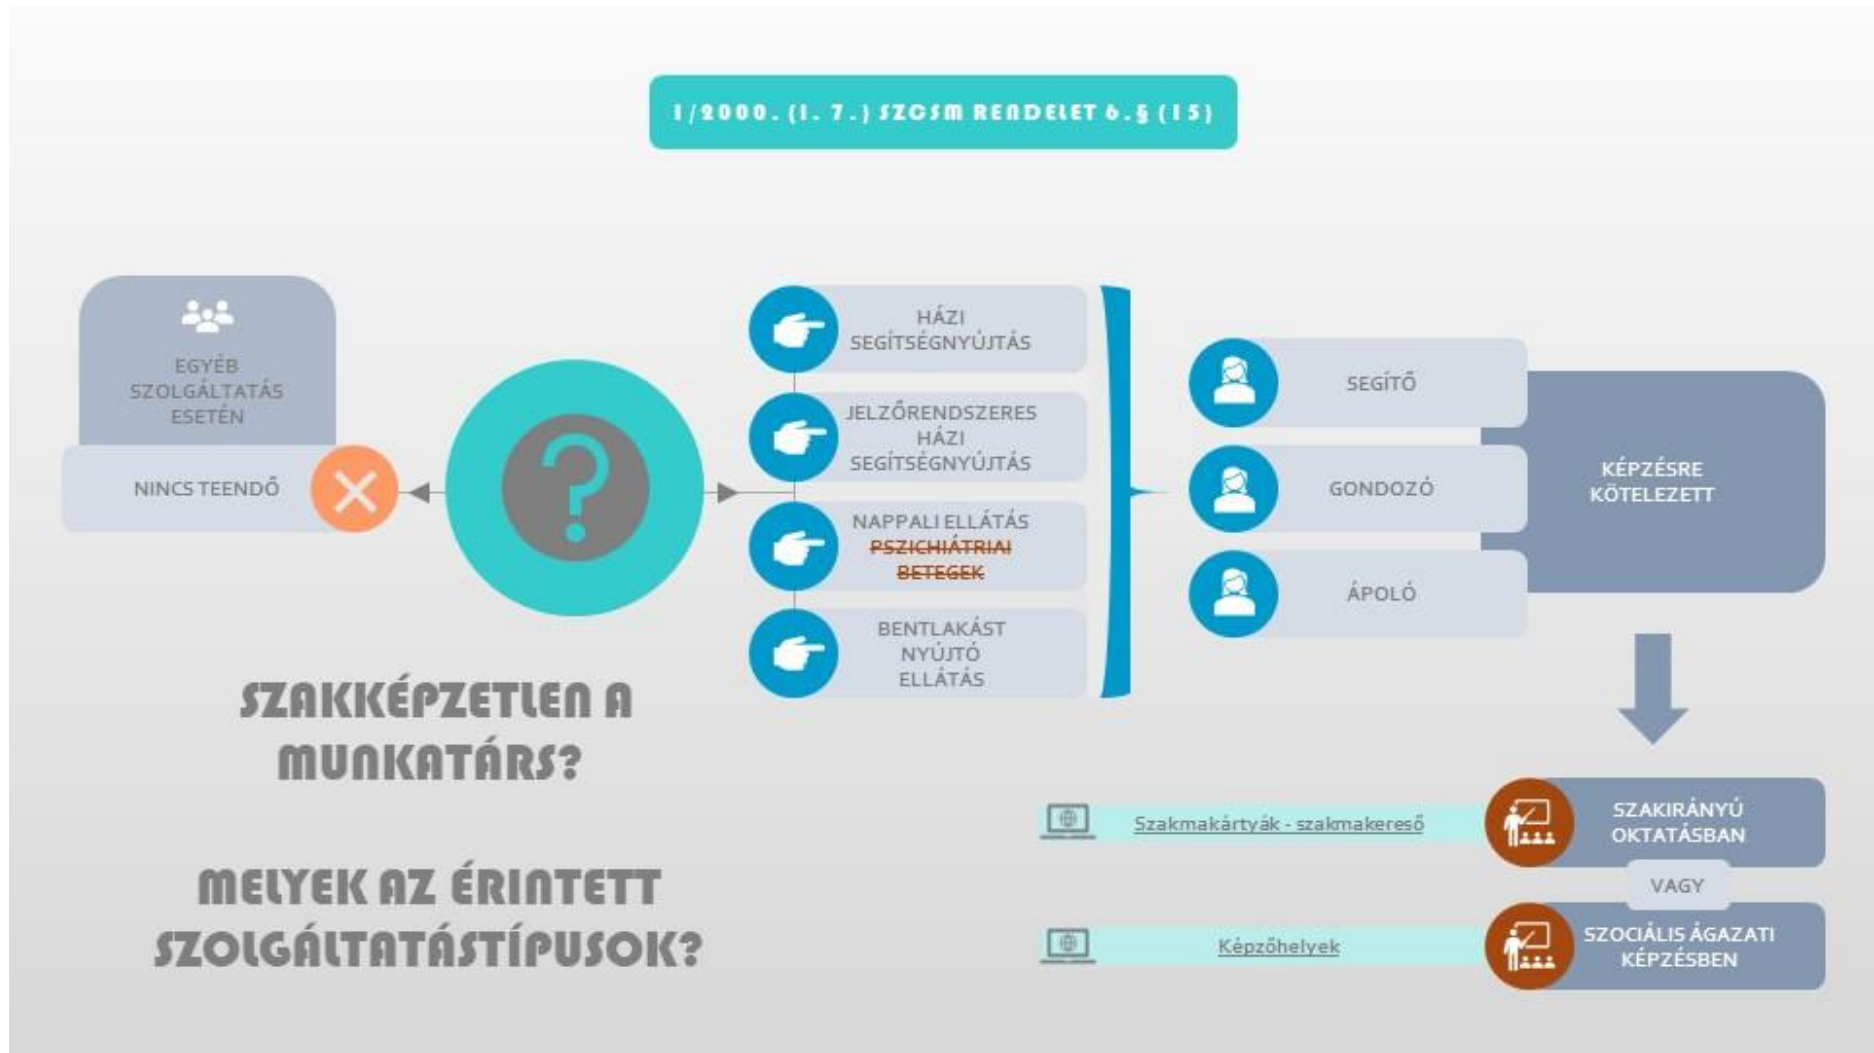 1/2000. (I. 7.) SZCSM RENDELET 6.§ (15)
EGYÉB
SZOLGÁLTATÁS
ESETÉN
NINCS TEENDŐ
?
HÁZI
SEGÍTSÉGNYÚJTÁS
JELZŐRENDSZERES
HÁZI
SEGÍTSÉGNYÚJTÁS
NAPPALI ELLÁTÁS
PSZICHIÁTRIAI
BETEGEK
BENTLAKÁST
NYÚJTÓ
ELLÁTÁS
SEGÍTŐ
GONDOZÓ
ÁPOLÓ
KÉPZÉSRE
KÖTELEZETT
SZAKKÉPZETLEN A
MUNKATÁRS?
MELYEK AZ ÉRINTETT
SZOLGÁLTATÁSTÍPUSOK?
Szakmakártyák - szakmakereső
SZAKIRÁNYÚ
OKTATÁSBAN
VAGY
Képzőhelyek
SZOCIÁLIS ÁGAZATI
KÉPZÉSBEN